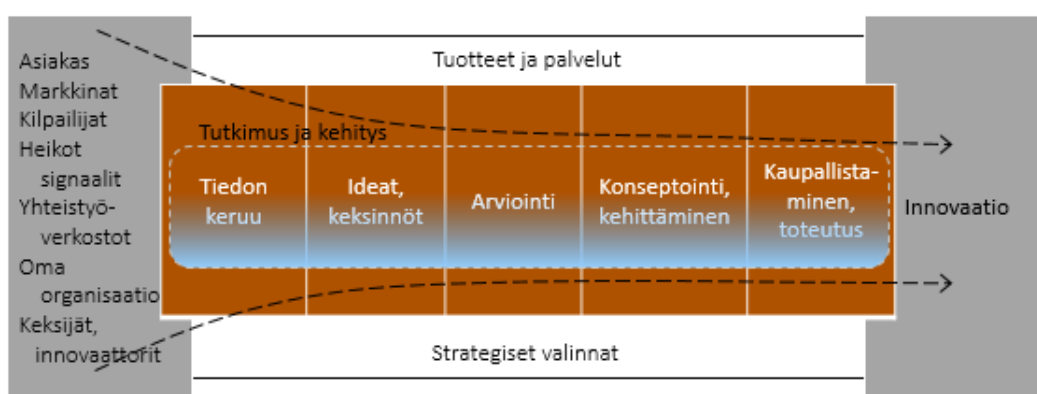 Asiakas
Markkinat
Kilpailijat
Heikot
signaalit
Yhteistyö-
verkostot
Oma
organisaatio
Keksijät,
innovaattorit
Tuotteet ja palvelut
Tutkimus ja kehitys
Tiedon
keruu
Ideat,
keksinnöt
Arviointi
Konseptointi,
kehittäminen
Kaupallista-
minen,
toteutus
Strategiset valinnat
Innovaatio